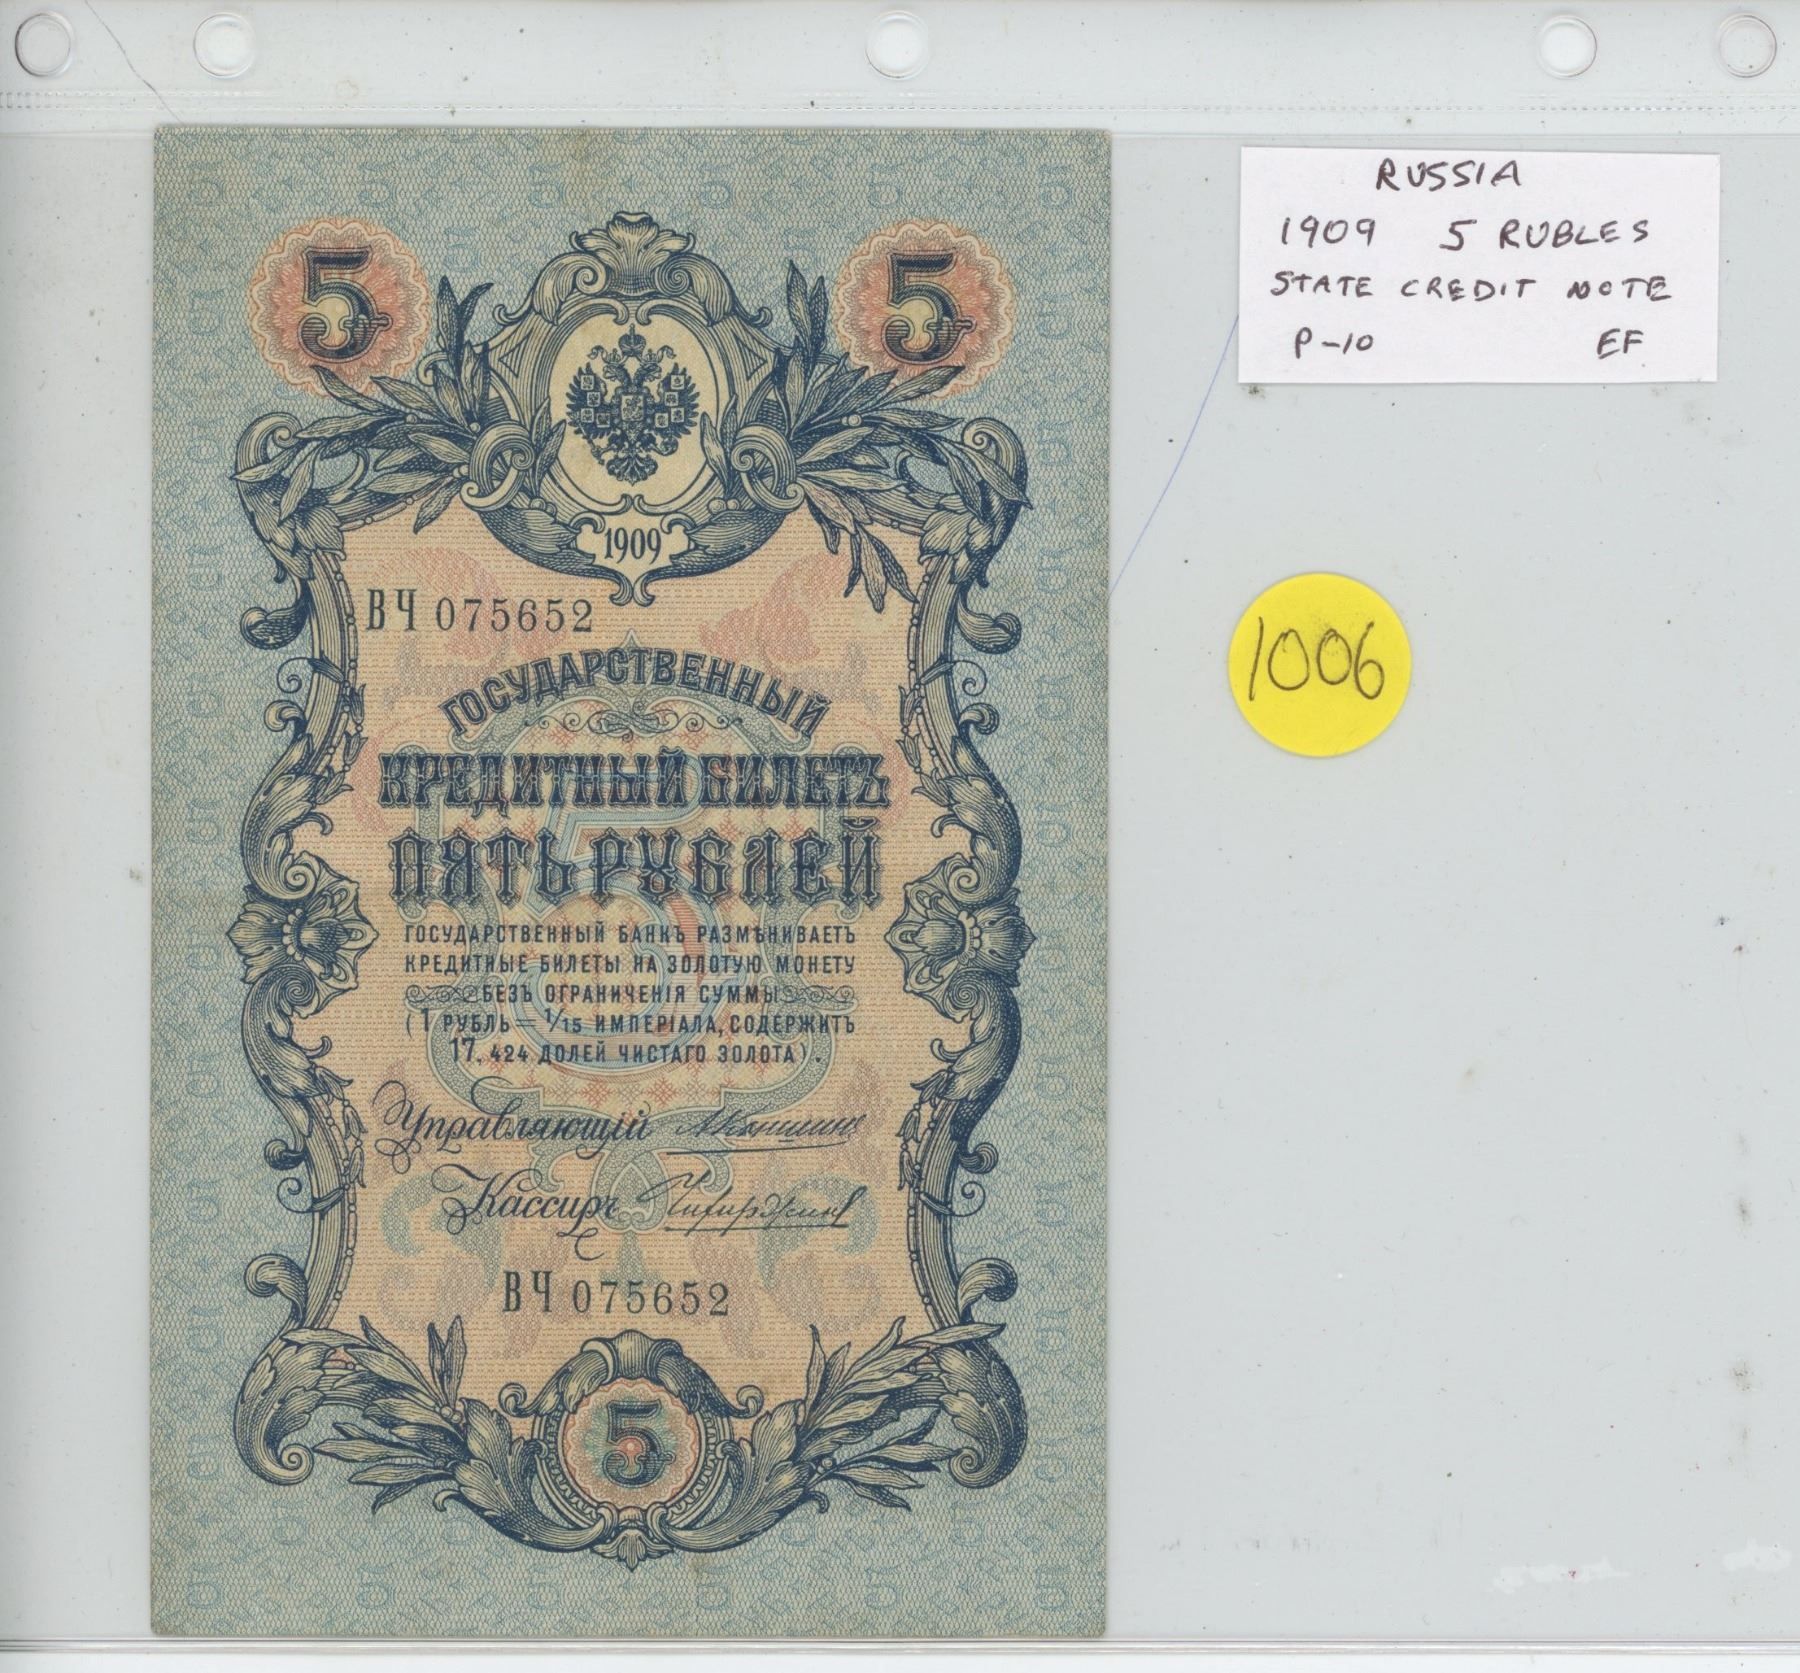 5 5
1909
ВЧ 075652
ГОСУДАРСТВЕННЫЙ
КРЕДИТНЫЙ БИЛЕТЪ
ПЯТЬ РУБЛЕЙ
ГОСУДАРСТВЕННЫЙ БАНКЪ РАЗМѢНИВАЕТЪ
КРЕДИТНЫЕ БИЛЕТЫ НА ЗОЛОТУЮ МОНЕТУ
БЕЗЪ ОГРАНИЧЕНІЯ СУММЫ
(1 РУБЛЬ = 1/15 ИМПЕРІАЛА, СОДЕРЖИТЪ
17, 424 ДОЛЕЙ ЧИСТАГО ЗОЛОТА).
Управляющій
Кассиръ
ВЧ 075652
5
RUSSIA
1909 5 RUBLES
STATE CREDIT NOTE
P-10 EF
1006